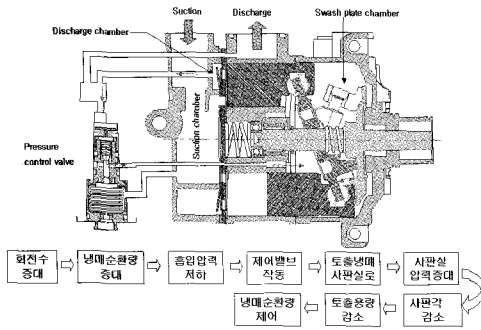 Suction
Discharge
Discharge chamber
Swash plate chamber
Suction chamber
Pressure
control valve
회전수
증대
냉매순환량
증대
흡입압력
저하
제어밸브
작동
토출냉매
사판실로
사판실
압력증대
냉매순환량
제어
토출용량
감소
사판각
감소